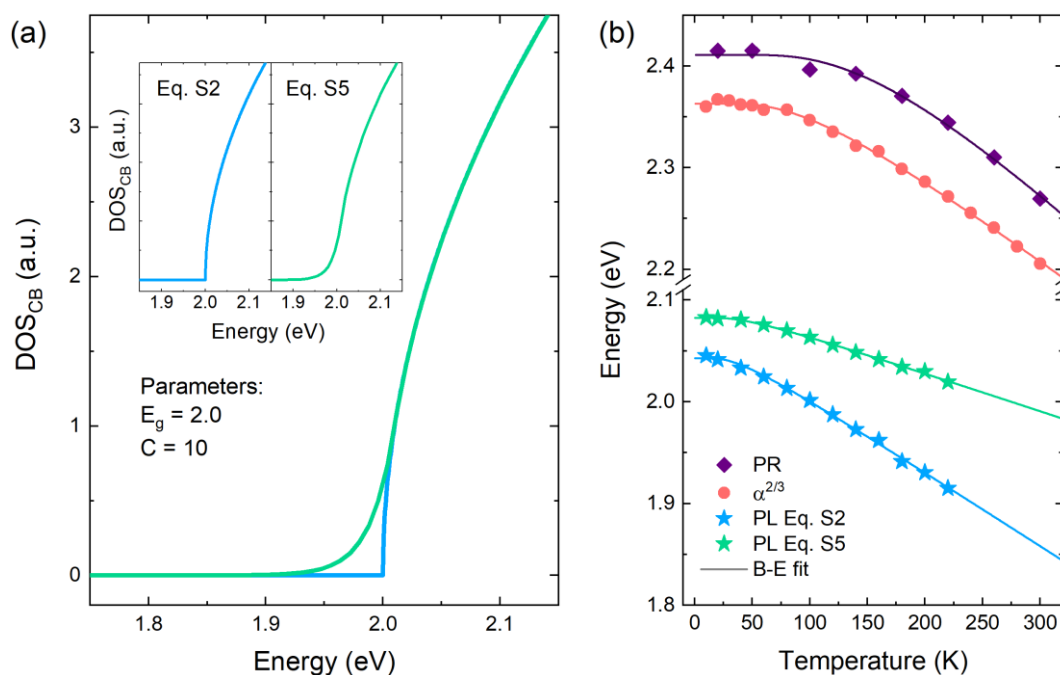 (a)
DOS_CB (a.u.)
3
2
1
0
1.8 1.9 2.0 2.1
Energy (eV)
Eq. S2
Eq. S5
DOS_CB (a.u.)
1.9 2.0 2.1 1.9 2.0 2.1
Energy (eV)
Parameters:
E_g = 2.0
C = 10
(b)
Energy (eV)
2.4
2.3
2.2
2.1
2.0
1.9
1.8
PR
α^2/3
PL Eq. S2
PL Eq. S5
B-E fit
0 50 100 150 200 250 300
Temperature (K)